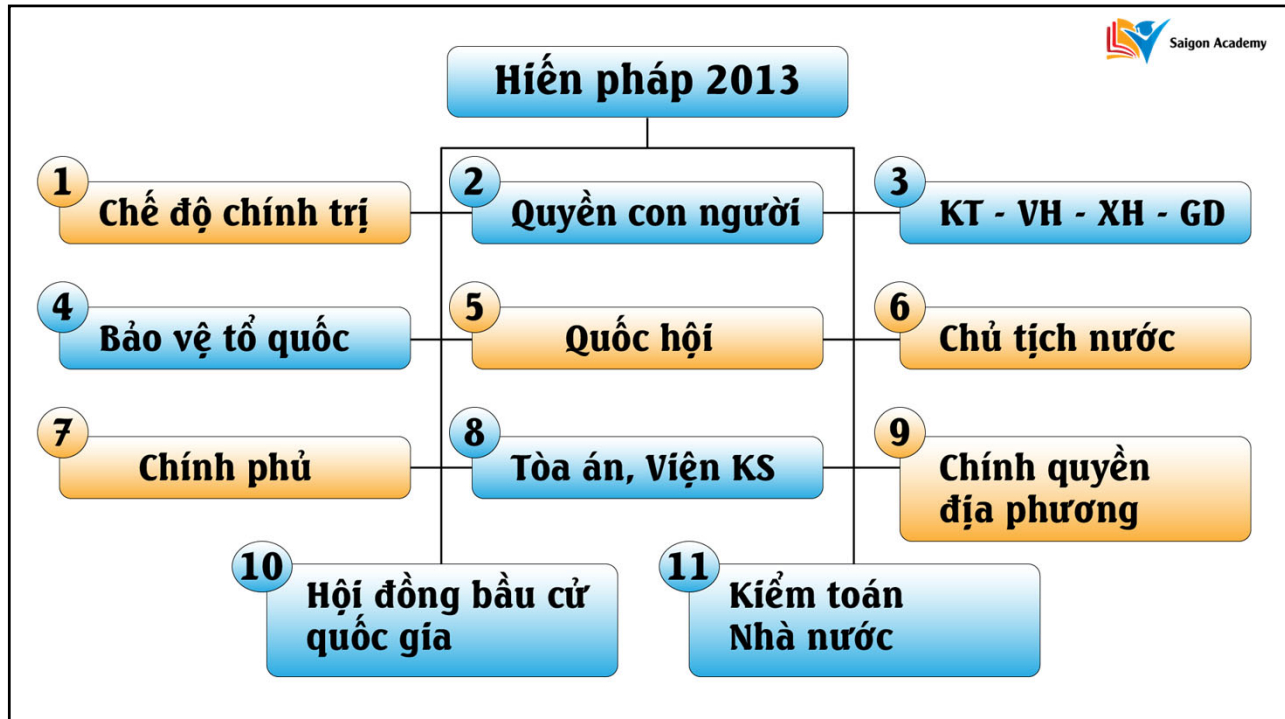 Saigon Academy
Hiến pháp 2013
1
Chế độ chính trị
2
Quyền con người
3
KT - VH - XH - GD
4
Bảo vệ tổ quốc
5
Quốc hội
6
Chủ tịch nước
7
Chính phủ
8
Tòa án, Viện KS
9
Chính quyền
địa phương
10
Hội đồng bầu cử
quốc gia
11
Kiểm toán
Nhà nước